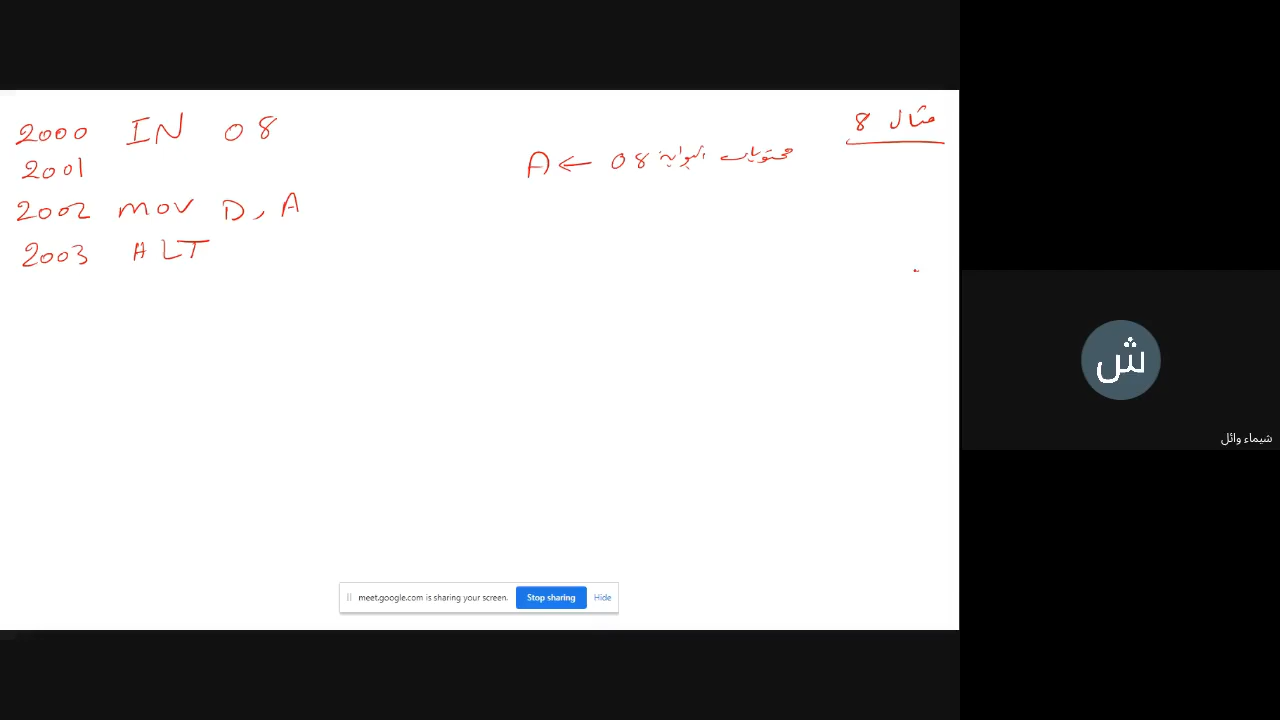 مثال 8
2000 IN 08
A ← 08 محتويات البوابة
2001
2002 MOV D, A
2003 ALT
ش
شيماء وائل
meet.google.com is sharing your screen. Stop sharing Hide